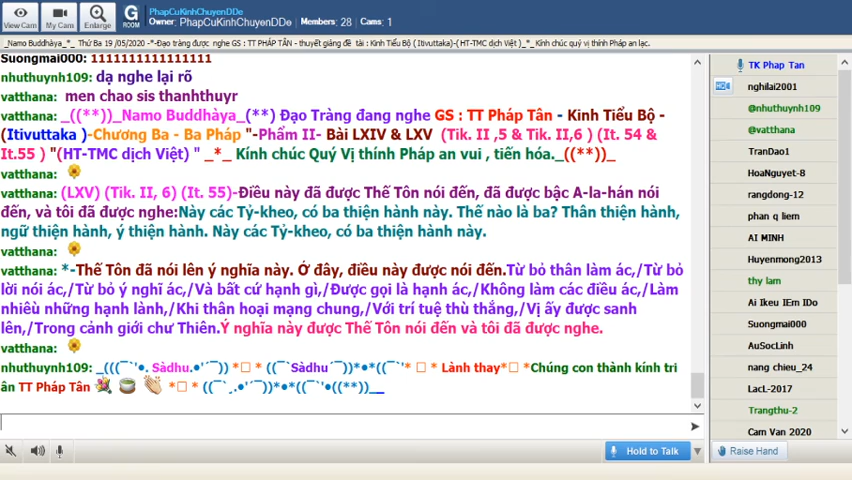 PhapCuKinhChuyenDDe
Owner: PhapCuKinhChuyenDDe Members: 28 Cams: 1
View Cam My Cam Enlarge G ROOM
_Namo Buddhàya_*_ Thứ Ba 19 /05/2020 -*-Đạo tràng được nghe GS : TT PHÁP TÂN - thuyết giảng đề tài : Kinh Tiểu Bộ ( Itivuttaka)-( HT-TMC dịch Việt )_*_ Kính chúc quý vị thính Pháp an lạc.
Suongmai000: 1111111111111111
nhuthuynh109: dạ nghe lại rõ
vatthana: men chao sis thanhthuyr
vatthana: _((**))_Namo Buddhàya_(**) Đạo Tràng đang nghe GS : TT Pháp Tân - Kinh Tiểu Bộ -
(Itivuttaka )-Chương Ba - Ba Pháp "-Phẩm II- Bài LXIV & LXV (Tik. II ,5 & Tik. II,6 ) (It. 54 &
It.55 ) "(HT-TMC dịch Việt) " _*_ Kính chúc Quý Vị thính Pháp an vui , tiến hóa._((**))_
vatthana:
vatthana: (LXV) (Tik. II, 6) (It. 55)-Điều này đã được Thế Tôn nói đến, đã được bậc A-la-hán nói
đến, và tôi đã được nghe:Này các Tỷ-kheo, có ba thiện hành này. Thế nào là ba? Thân thiện hành,
ngữ thiện hành, ý thiện hành. Này các Tỷ-kheo, có ba thiện hành này.
vatthana:
vatthana: *-Thế Tôn đã nói lên ý nghĩa này. Ở đây, điều này được nói đến.Từ bỏ thân làm ác,/Từ bỏ
lời nói ác,/Từ bỏ ý nghĩ ác,/Và bất cứ hạnh gì,/Được gọi là hạnh ác,/Không làm các điều ác,/Làm
nhiêù những hạnh lành,/Khi thân hoại mạng chung,/Với trí tuệ thù thắng,/Vị ấy được sanh
lên,/Trong cảnh giới chư Thiên.Ý nghĩa này được Thế Tôn nói đến và tôi đã được nghe.
vatthana:
nhuthuynh109: _(((¯`'•. Sàdhu.•'´¯)) *□ * ((¯`Sàdhu´¯))*•*((¯`'* □ * Lành thay*□ *Chúng con thành kính tri
ân TT Pháp Tân *□ * ((¯`¸.•'´¯))*•*((¯`'•((**))__
Hold to Talk
TK Phap Tan
nghilai2001
@nhuthuynh109
@vatthana
TranDao1
HoaNguyet-8
rangdong-12
phan q liem
AI MINH
Huyenmong2013
thy lam
Ai Ikeu IEm IDo
Suongmai000
AuSocLinh
nang chieu_24
LacL-2017
Trangthu-2
Cam Van 2020
Raise Hand